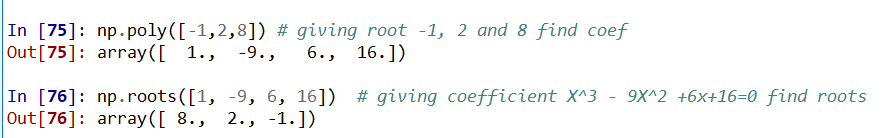 In [75]: np.poly([-1,2,8]) # giving root -1, 2 and 8 find coef
Out[75]: array([  1.,  -9.,   6.,  16.])
In [76]: np.roots([1, -9, 6, 16])  # giving coefficient X^3 - 9X^2 +6x+16=0 find roots
Out[76]: array([ 8.,  2., -1.])